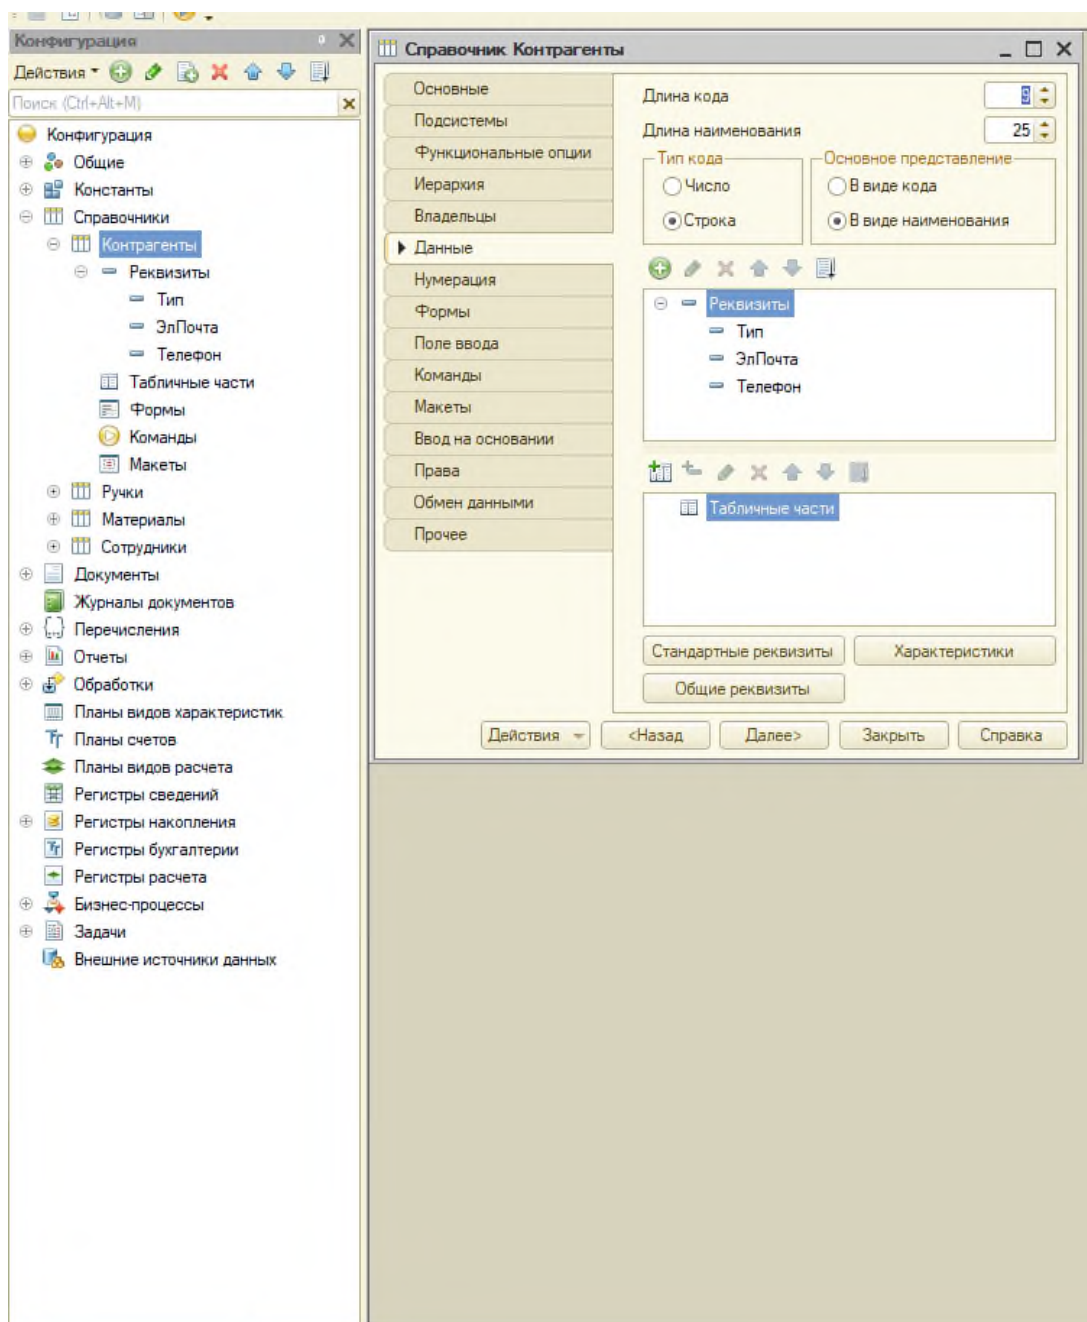 Конфигурация
Действия
Поиск (Ctrl+Alt+M)
Конфигурация
Общие
Константы
Справочники
Контрагенты
Реквизиты
Тип
ЭлПочта
Телефон
Табличные части
Формы
Команды
Макеты
Ручки
Материалы
Сотрудники
Документы
Журналы документов
Перечисления
Отчеты
Обработки
Планы видов характеристик
Планы счетов
Планы видов расчета
Регистры сведений
Регистры накопления
Регистры бухгалтерии
Регистры расчета
Бизнес-процессы
Задачи
Внешние источники данных
Справочник Контрагенты
Основные
Подсистемы
Функциональные опции
Иерархия
Владельцы
Данные
Нумерация
Формы
Поле ввода
Команды
Макеты
Ввод на основании
Права
Обмен данными
Прочее
Длина кода 9
Длина наименования 25
Тип кода Основное представление
Число В виде кода
Строка В виде наименования
Реквизиты
Тип
ЭлПочта
Телефон
Табличные части
Стандартные реквизиты Характеристики
Общие реквизиты
Действия <Назад Далее> Закрыть Справка